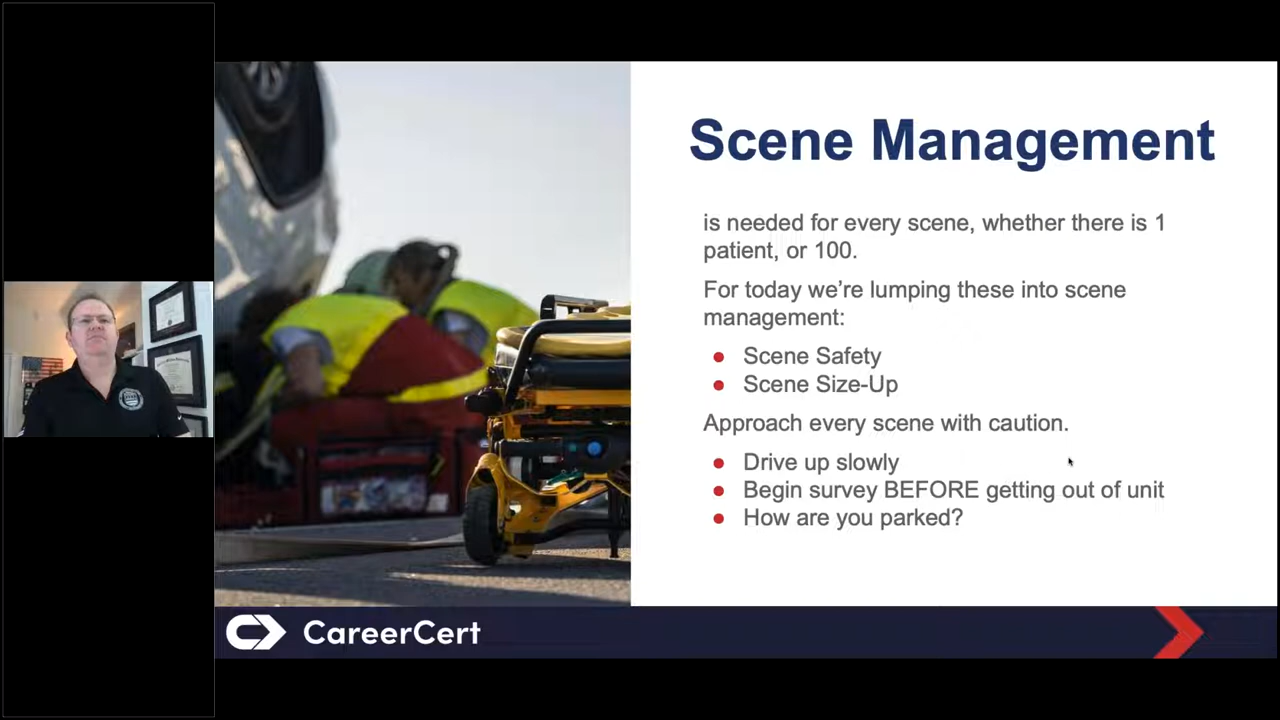 Scene Management
is needed for every scene, whether there is 1
patient, or 100.
For today we're lumping these into scene
management:
● Scene Safety
● Scene Size-Up
Approach every scene with caution.
● Drive up slowly
● Begin survey BEFORE getting out of unit
● How are you parked?
CareerCert